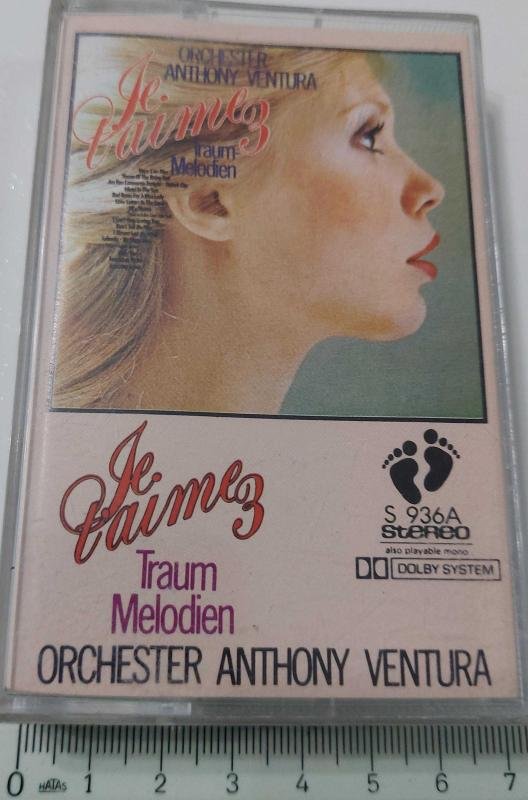 ORCHESTER
ANTHONY VENTURA
Je
t'aime 3
Traum-
Melodien
Je
t'aime 3
Traum
Melodien
ORCHESTER ANTHONY VENTURA
S 936A
STEREO
also playable mono
DOLBY SYSTEM
0 HATAS 1 2 3 4 5 6 7